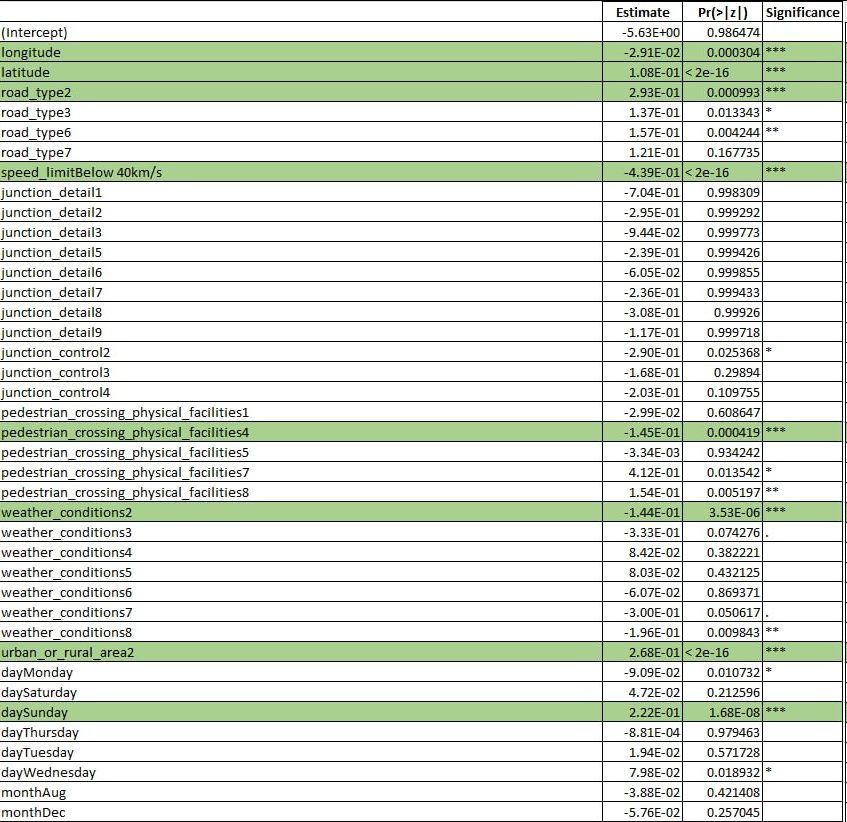 Estimate Pr(>|z|) Significance
(Intercept) -5.63E+00 0.986474
longitude -2.91E-02 0.000304 ***
latitude 1.08E-01 < 2e-16 ***
road_type2 2.93E-01 0.000993 ***
road_type3 1.37E-01 0.013343 *
road_type6 1.57E-01 0.004244 **
road_type7 1.21E-01 0.167735
speed_limitBelow 40km/s -4.39E-01 < 2e-16 ***
junction_detail1 -7.04E-01 0.998309
junction_detail2 -2.95E-01 0.999292
junction_detail3 -9.44E-02 0.999773
junction_detail5 -2.39E-01 0.999426
junction_detail6 -6.05E-02 0.999855
junction_detail7 -2.36E-01 0.999433
junction_detail8 -3.08E-01 0.99926
junction_detail9 -1.17E-01 0.999718
junction_control2 -2.90E-01 0.025368 *
junction_control3 -1.68E-01 0.29894
junction_control4 -2.03E-01 0.109755
pedestrian_crossing_physical_facilities1 -2.99E-02 0.608647
pedestrian_crossing_physical_facilities4 -1.45E-01 0.000419 ***
pedestrian_crossing_physical_facilities5 -3.34E-03 0.934242
pedestrian_crossing_physical_facilities7 4.12E-01 0.013542 *
pedestrian_crossing_physical_facilities8 1.54E-01 0.005197 **
weather_conditions2 -1.44E-01 3.53E-06 ***
weather_conditions3 -3.33E-01 0.074276 .
weather_conditions4 8.42E-02 0.382221
weather_conditions5 8.03E-02 0.432125
weather_conditions6 -6.07E-02 0.869371
weather_conditions7 -3.00E-01 0.050617 .
weather_conditions8 -1.96E-01 0.009843 **
urban_or_rural_area2 2.68E-01 < 2e-16 ***
dayMonday -9.09E-02 0.010732 *
daySaturday 4.72E-02 0.212596
daySunday 2.22E-01 1.68E-08 ***
dayThursday -8.81E-04 0.979463
dayTuesday 1.94E-02 0.571728
dayWednesday 7.98E-02 0.018932 *
monthAug -3.88E-02 0.421408
monthDec -5.76E-02 0.257045